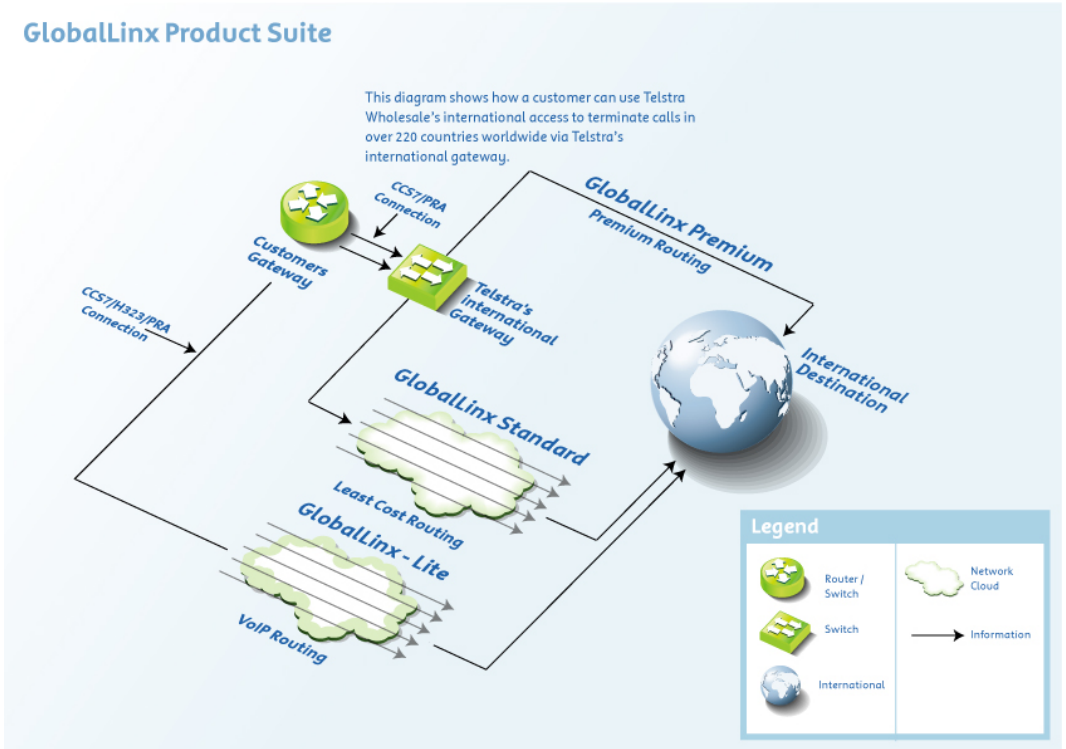 GlobalLinx Product Suite
This diagram shows how a customer can use Telstra
Wholesale's international access to terminate calls in
over 220 countries worldwide via Telstra's
international gateway.
CCS7/PRA
Connection
GlobalLinx Premium
Premium Routing
Customers
Gateway
Telstra's
international
Gateway
CCS7/H323/PRA
Connection
International
Destination
GlobalLinx Standard
Least Cost Routing
GlobalLinx - Lite
VoIP Routing
Legend
Router /
Switch
Network
Cloud
Switch
Information
International